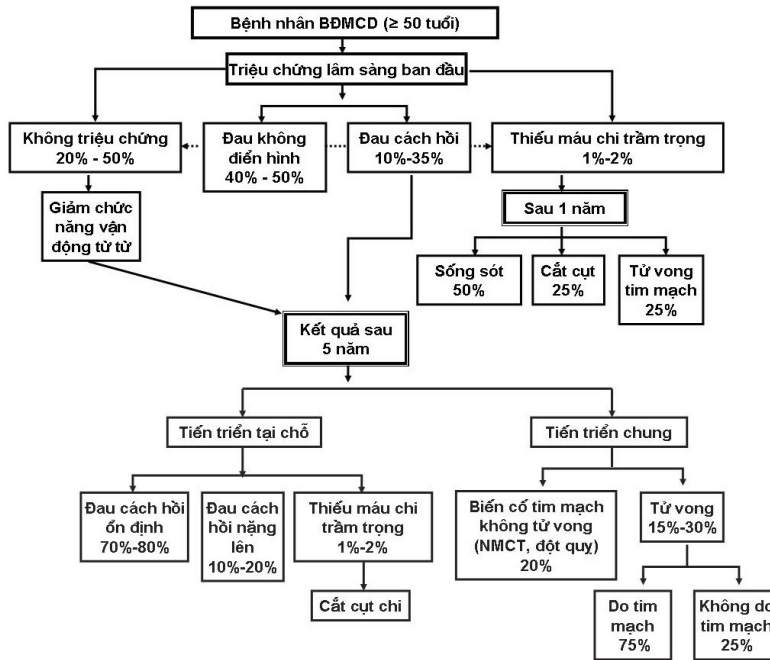 Bệnh nhân BĐMCD (≥ 50 tuổi)
Triệu chứng lâm sàng ban đầu
Không triệu chứng
20% - 50%
Đau không
điển hình
40% - 50%
Đau cách hồi
10%-35%
Thiếu máu chi trầm trọng
1%-2%
Giảm chức
năng vận
động từ từ
Sau 1 năm
Sống sót
50%
Cắt cụt
25%
Tử vong
tim mạch
25%
Kết quả sau
5 năm
Tiến triển tại chỗ
Tiến triển chung
Đau cách hồi
ổn định
70%-80%
Đau cách
hồi nặng
lên
10%-20%
Thiếu máu chi
trầm trọng
1%-2%
Biến cố tim mạch
không tử vong
(NMCT, đột quỵ)
20%
Tử vong
15%-30%
Cắt cụt chi
Do tim
mạch
75%
Không do
tim mạch
25%